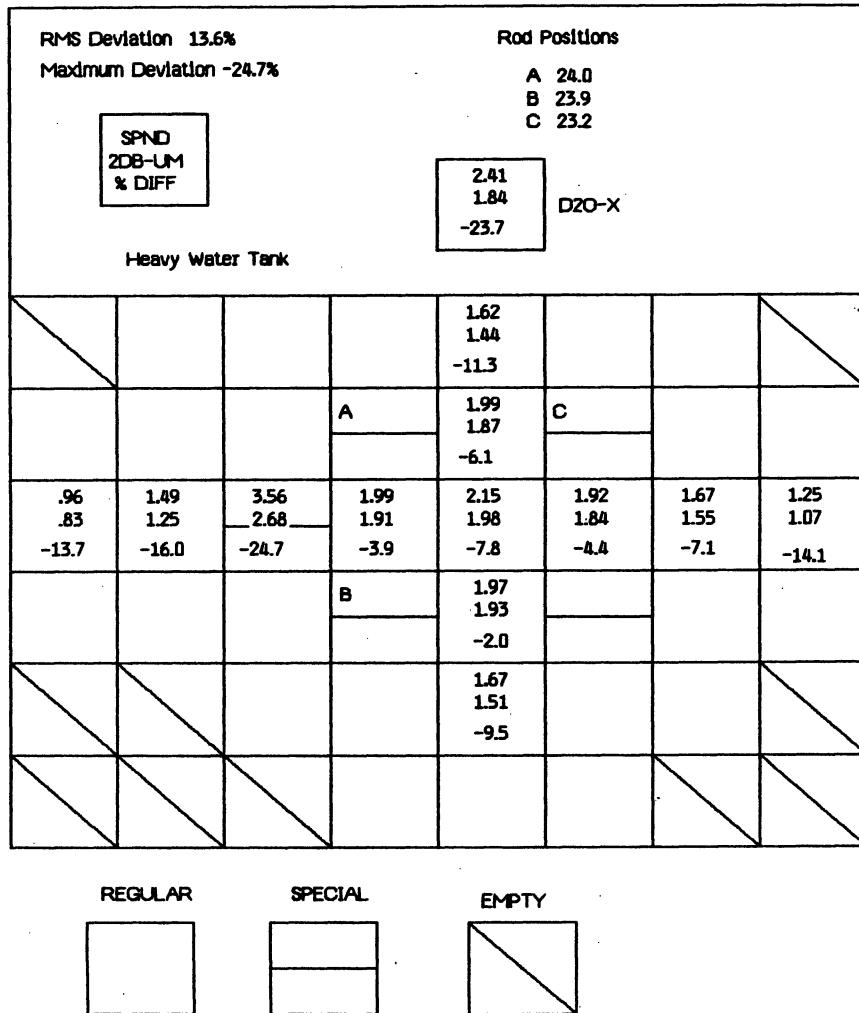 RMS Deviation 13.6%
Maximum Deviation -24.7%
Rod Positions
A 24.0
B 23.9
C 23.2
SPND
2DB-UM
% DIFF
2.41
1.84
-23.7
D2O-X
Heavy Water Tank
1.62
1.44
-11.3
A
1.99
1.87
-6.1
C
.96 1.49 3.56 1.99 2.15 1.92 1.67 1.25
.83 1.25 2.68 1.91 1.98 1.84 1.55 1.07
-13.7 -16.0 -24.7 -3.9 -7.8 -4.4 -7.1 -14.1
B
1.97
1.93
-2.0
1.67
1.51
-9.5
REGULAR SPECIAL EMPTY